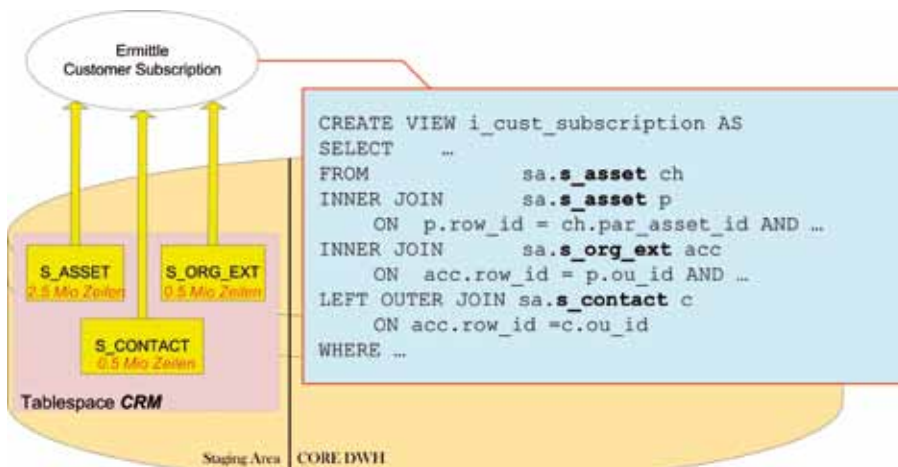 Ermittle
Customer Subscription
CREATE VIEW i_cust_subscription AS
SELECT …
FROM sa.s_asset ch
INNER JOIN sa.s_asset p
ON p.row_id = ch.par_asset_id AND …
INNER JOIN sa.s_org_ext acc
ON acc.row_id = p.ou_id AND …
LEFT OUTER JOIN sa.s_contact c
ON acc.row_id =c.ou_id
WHERE …
S_ASSET
2.5 Mio Zeilen
S_ORG_EXT
0.5 Mio Zeilen
S_CONTACT
0.5 Mio Zeilen
Tablespace CRM
Staging Area
CORE DWH